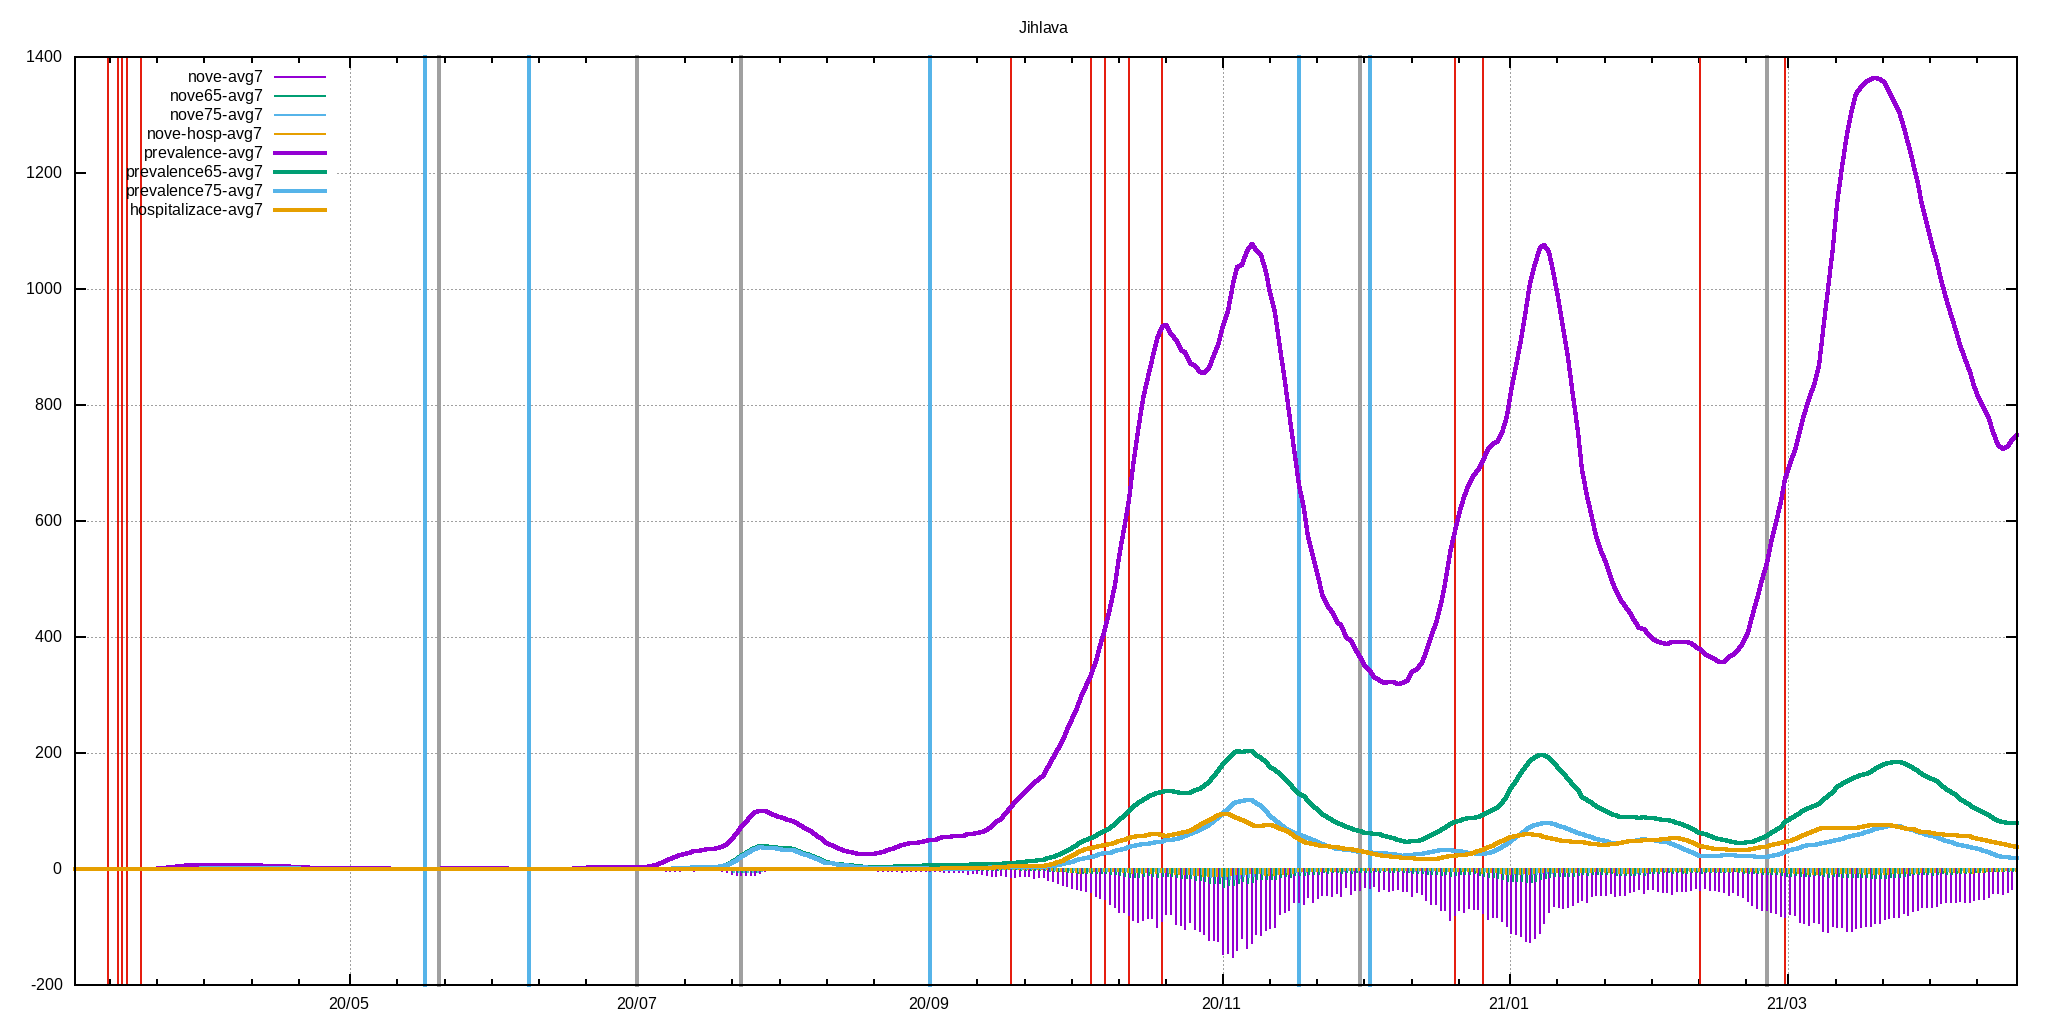 Jihlava
1400
1200
1000
800
600
400
200
0
-200
nove-avg7
nove65-avg7
nove75-avg7
nove-hosp-avg7
prevalence-avg7
prevalence65-avg7
prevalence75-avg7
hospitalizace-avg7
20/05
20/07
20/09
20/11
21/01
21/03